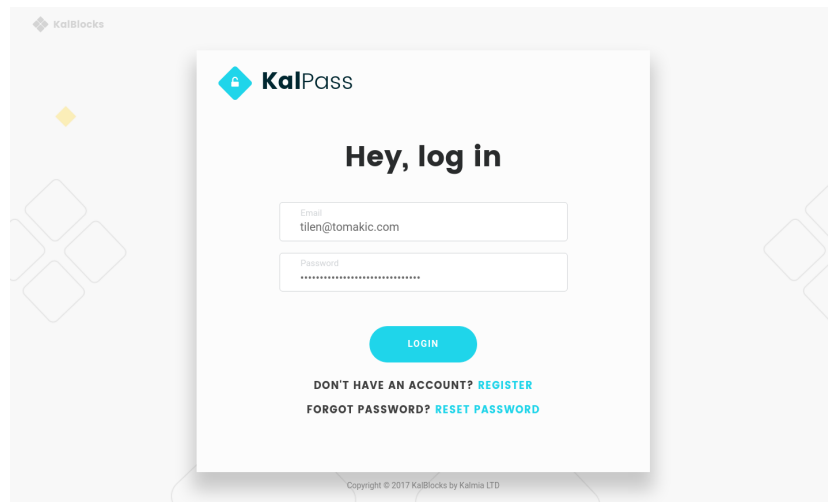 KalBlocks
KalPass
Hey, log in
Email
tilen@tomakic.com
Password
•••••••••••••••••••••••••••••••
LOGIN
DON'T HAVE AN ACCOUNT? REGISTER
FORGOT PASSWORD? RESET PASSWORD
Copyright © 2017 KalBlocks by Kalmia LTD